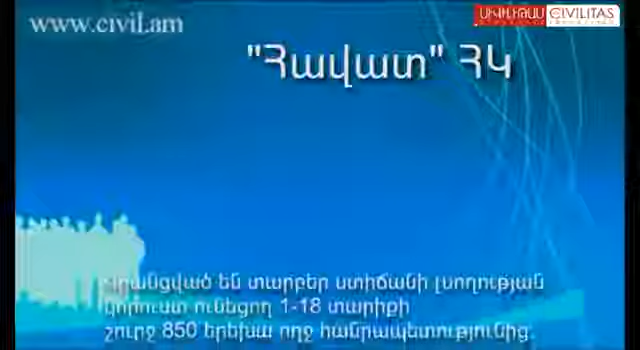 www.civil.am
ՍԻՎԻԼԻԹԱՍ CIVILITAS
"Հավատ" ՀԿ
Գրանցված են տարբեր ստիճանի լսողության
կորուստ ունեցող 1-18 տարիքի
շուրջ 850 երեխա ողջ հանրապետությունից.